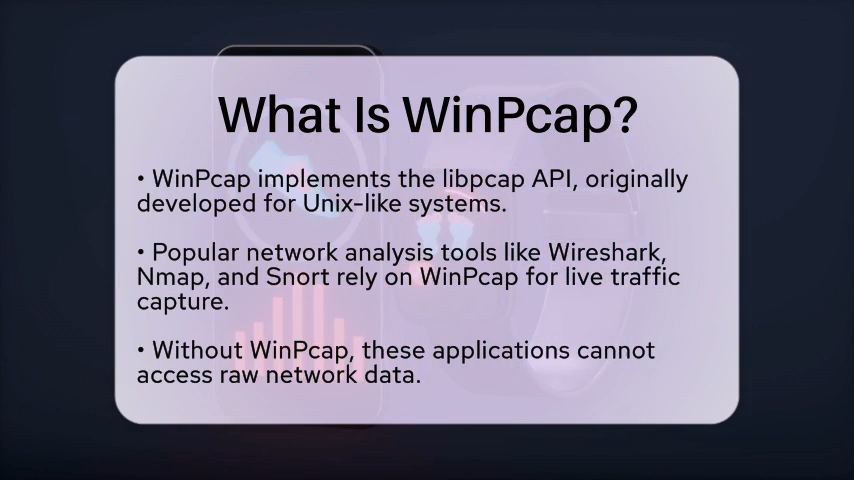 What Is WinPcap?
• WinPcap implements the libpcap API, originally
developed for Unix-like systems.
• Popular network analysis tools like Wireshark,
Nmap, and Snort rely on WinPcap for live traffic
capture.
• Without WinPcap, these applications cannot
access raw network data.